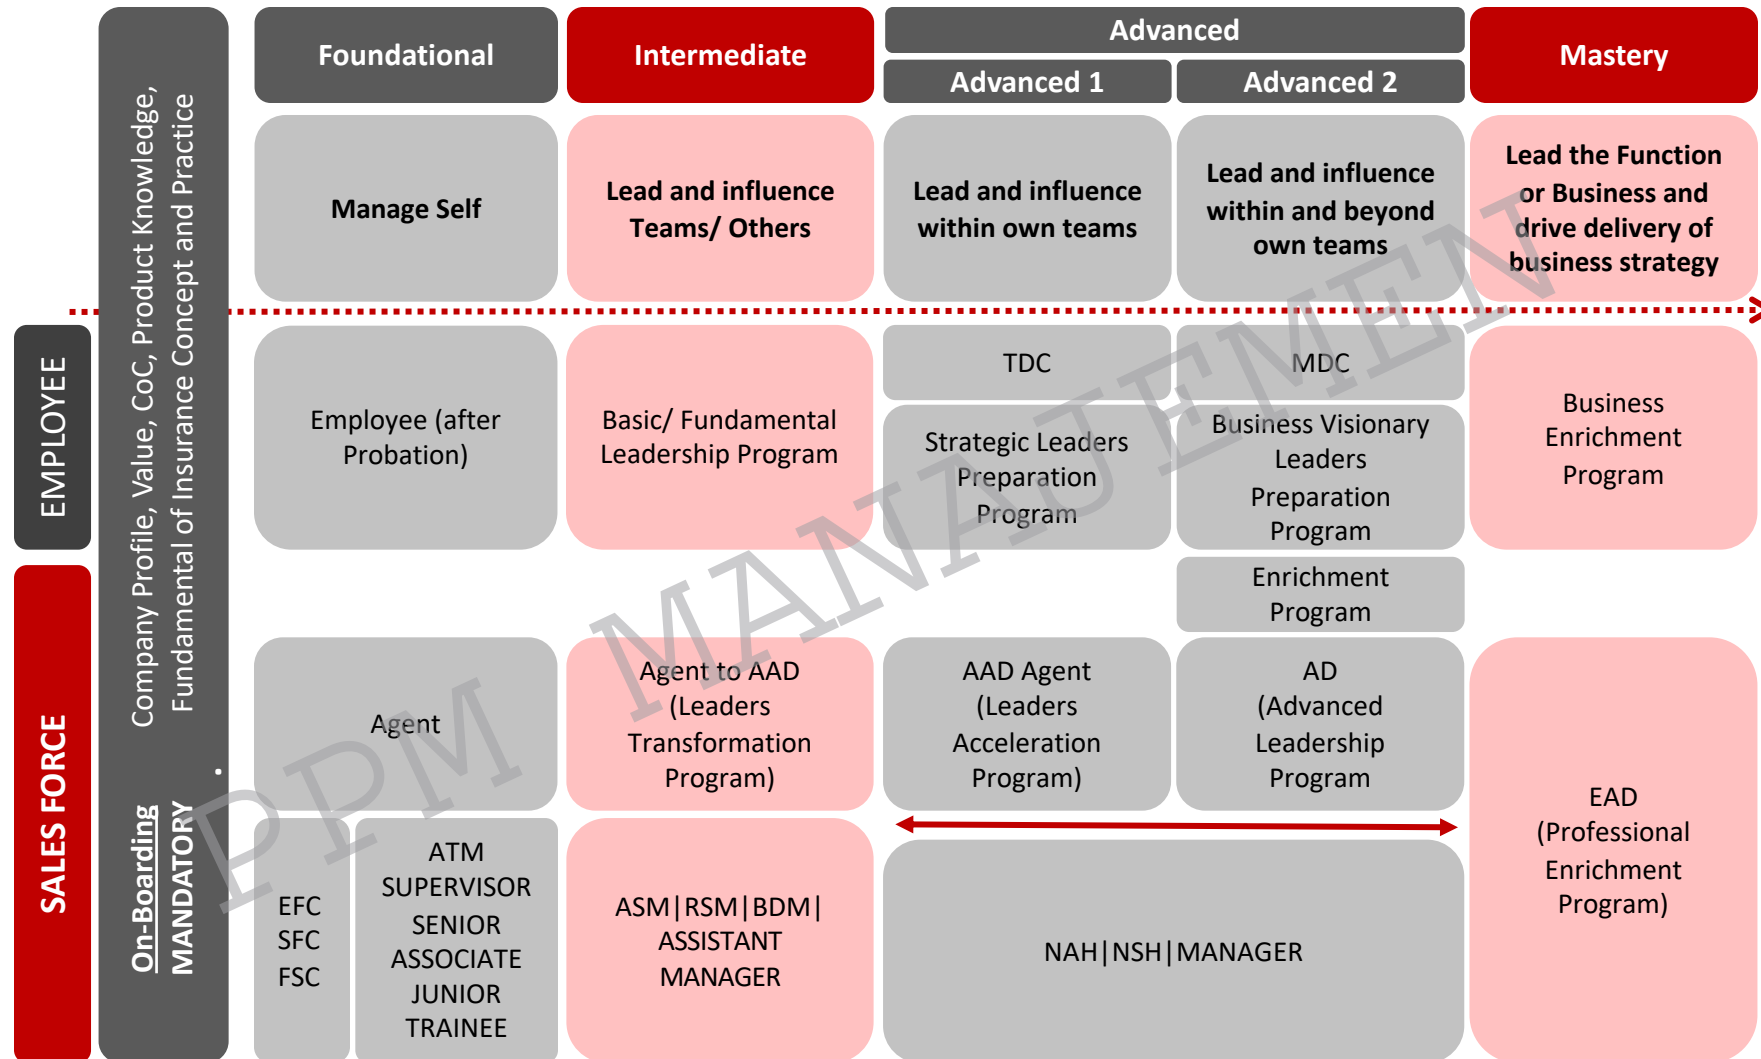 Foundational
Intermediate
Advanced
Advanced 1
Advanced 2
Mastery
Manage Self
Lead and influence
Teams/ Others
Lead and influence
within own teams
Lead and influence
within and beyond
own teams
Lead the Function
or Business and
drive delivery of
business strategy
EMPLOYEE
SALES FORCE
On-Boarding
MANDATORY
Company Profile, Value, CoC, Product Knowledge,
Fundamental of Insurance Concept and Practice
.
Employee (after
Probation)
Basic/ Fundamental
Leadership Program
TDC
Strategic Leaders
Preparation
Program
MDC
Business Visionary
Leaders
Preparation
Program
Business
Enrichment
Program
Enrichment
Program
Agent
Agent to AAD
(Leaders
Transformation
Program)
AAD Agent
(Leaders
Acceleration
Program)
AD
(Advanced
Leadership
Program
EAD
(Professional
Enrichment
Program)
EFC
SFC
FSC
ATM
SUPERVISOR
SENIOR
ASSOCIATE
JUNIOR
TRAINEE
ASM|RSM|BDM|
ASSISTANT
MANAGER
NAH|NSH|MANAGER
PPM MANAJEMEN